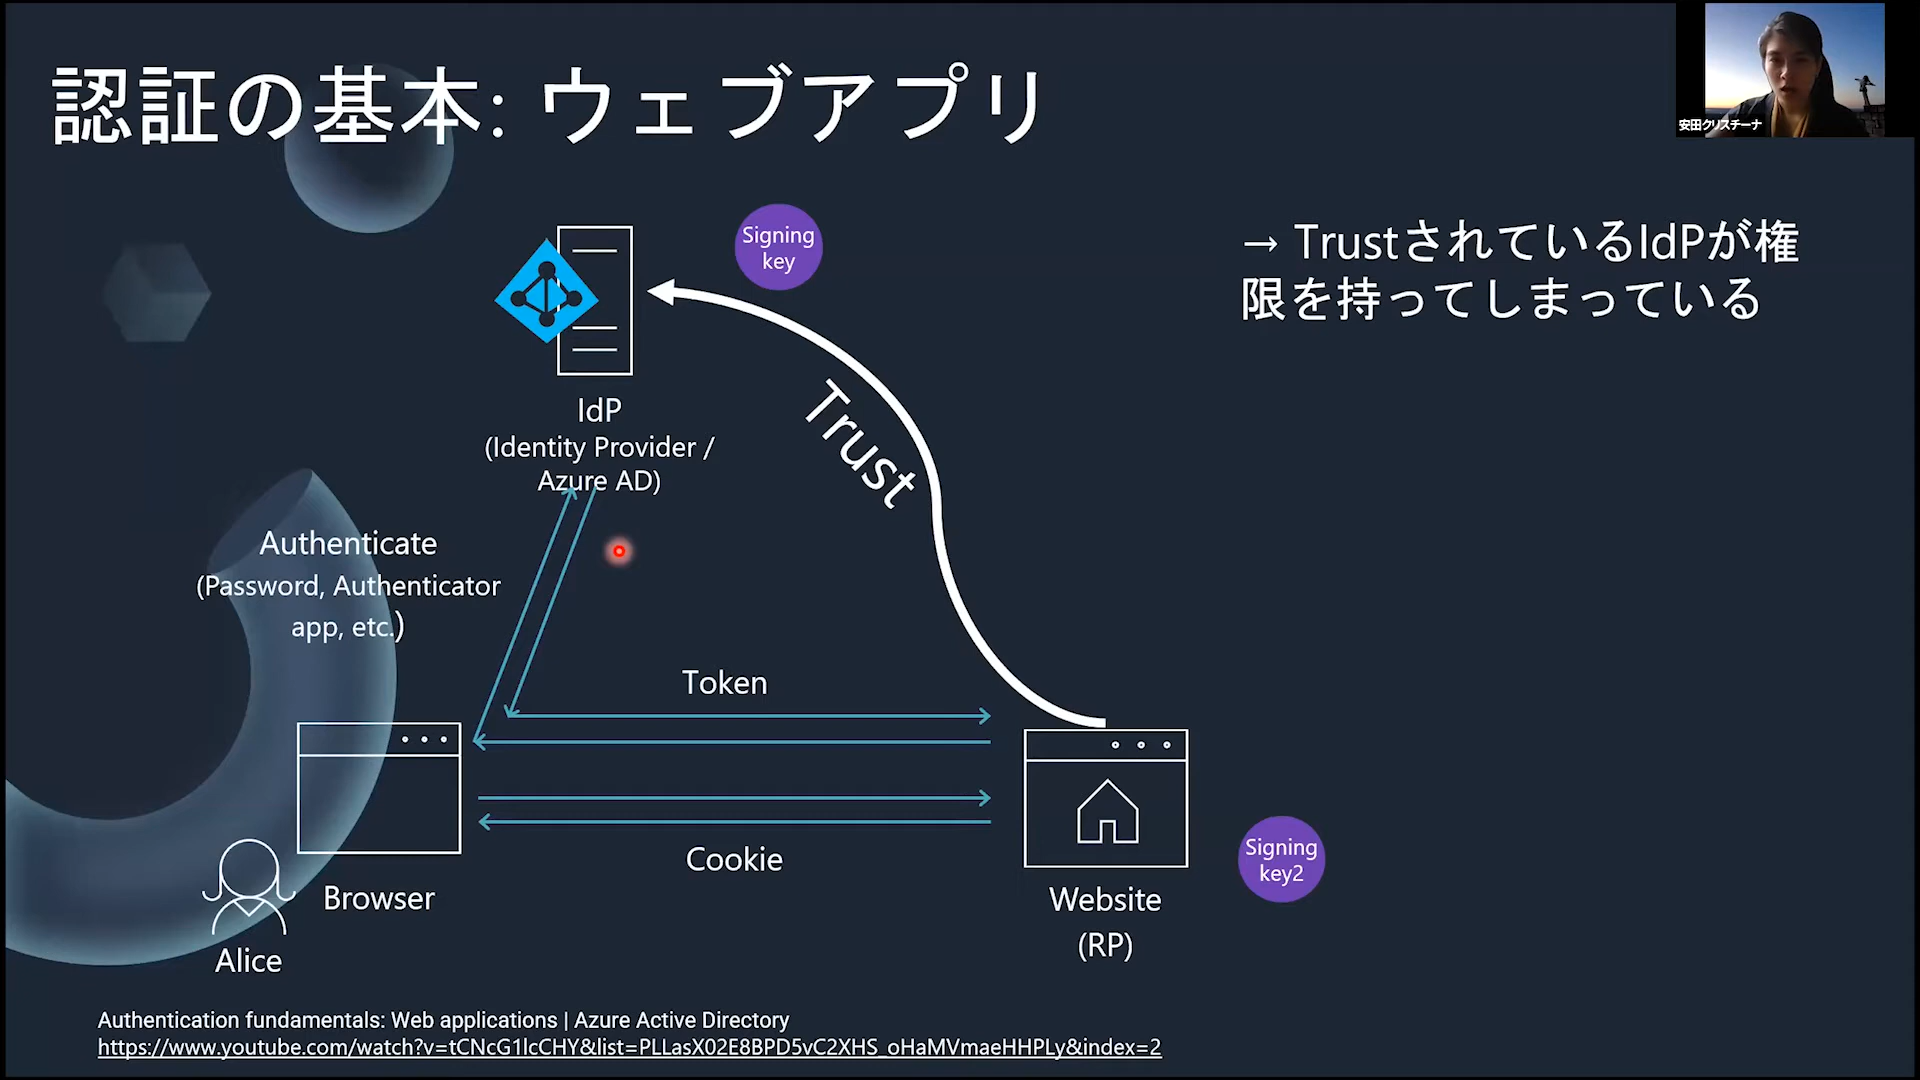 認証の基本: ウェブアプリ
安田クリスチーナ
Signing
key
→ TrustされているIdPが権
限を持ってしまっている
Trust
IdP
(Identity Provider /
Azure AD)
Authenticate
(Password, Authenticator
app, etc.)
Token
Cookie
Browser
Alice
Website
(RP)
Signing
key2
Authentication fundamentals: Web applications | Azure Active Directory
https://www.youtube.com/watch?v=tCNcG1lcCHY&list=PLLasX02E8BPD5vC2XHS_oHaMVmaeHHPLy&index=2